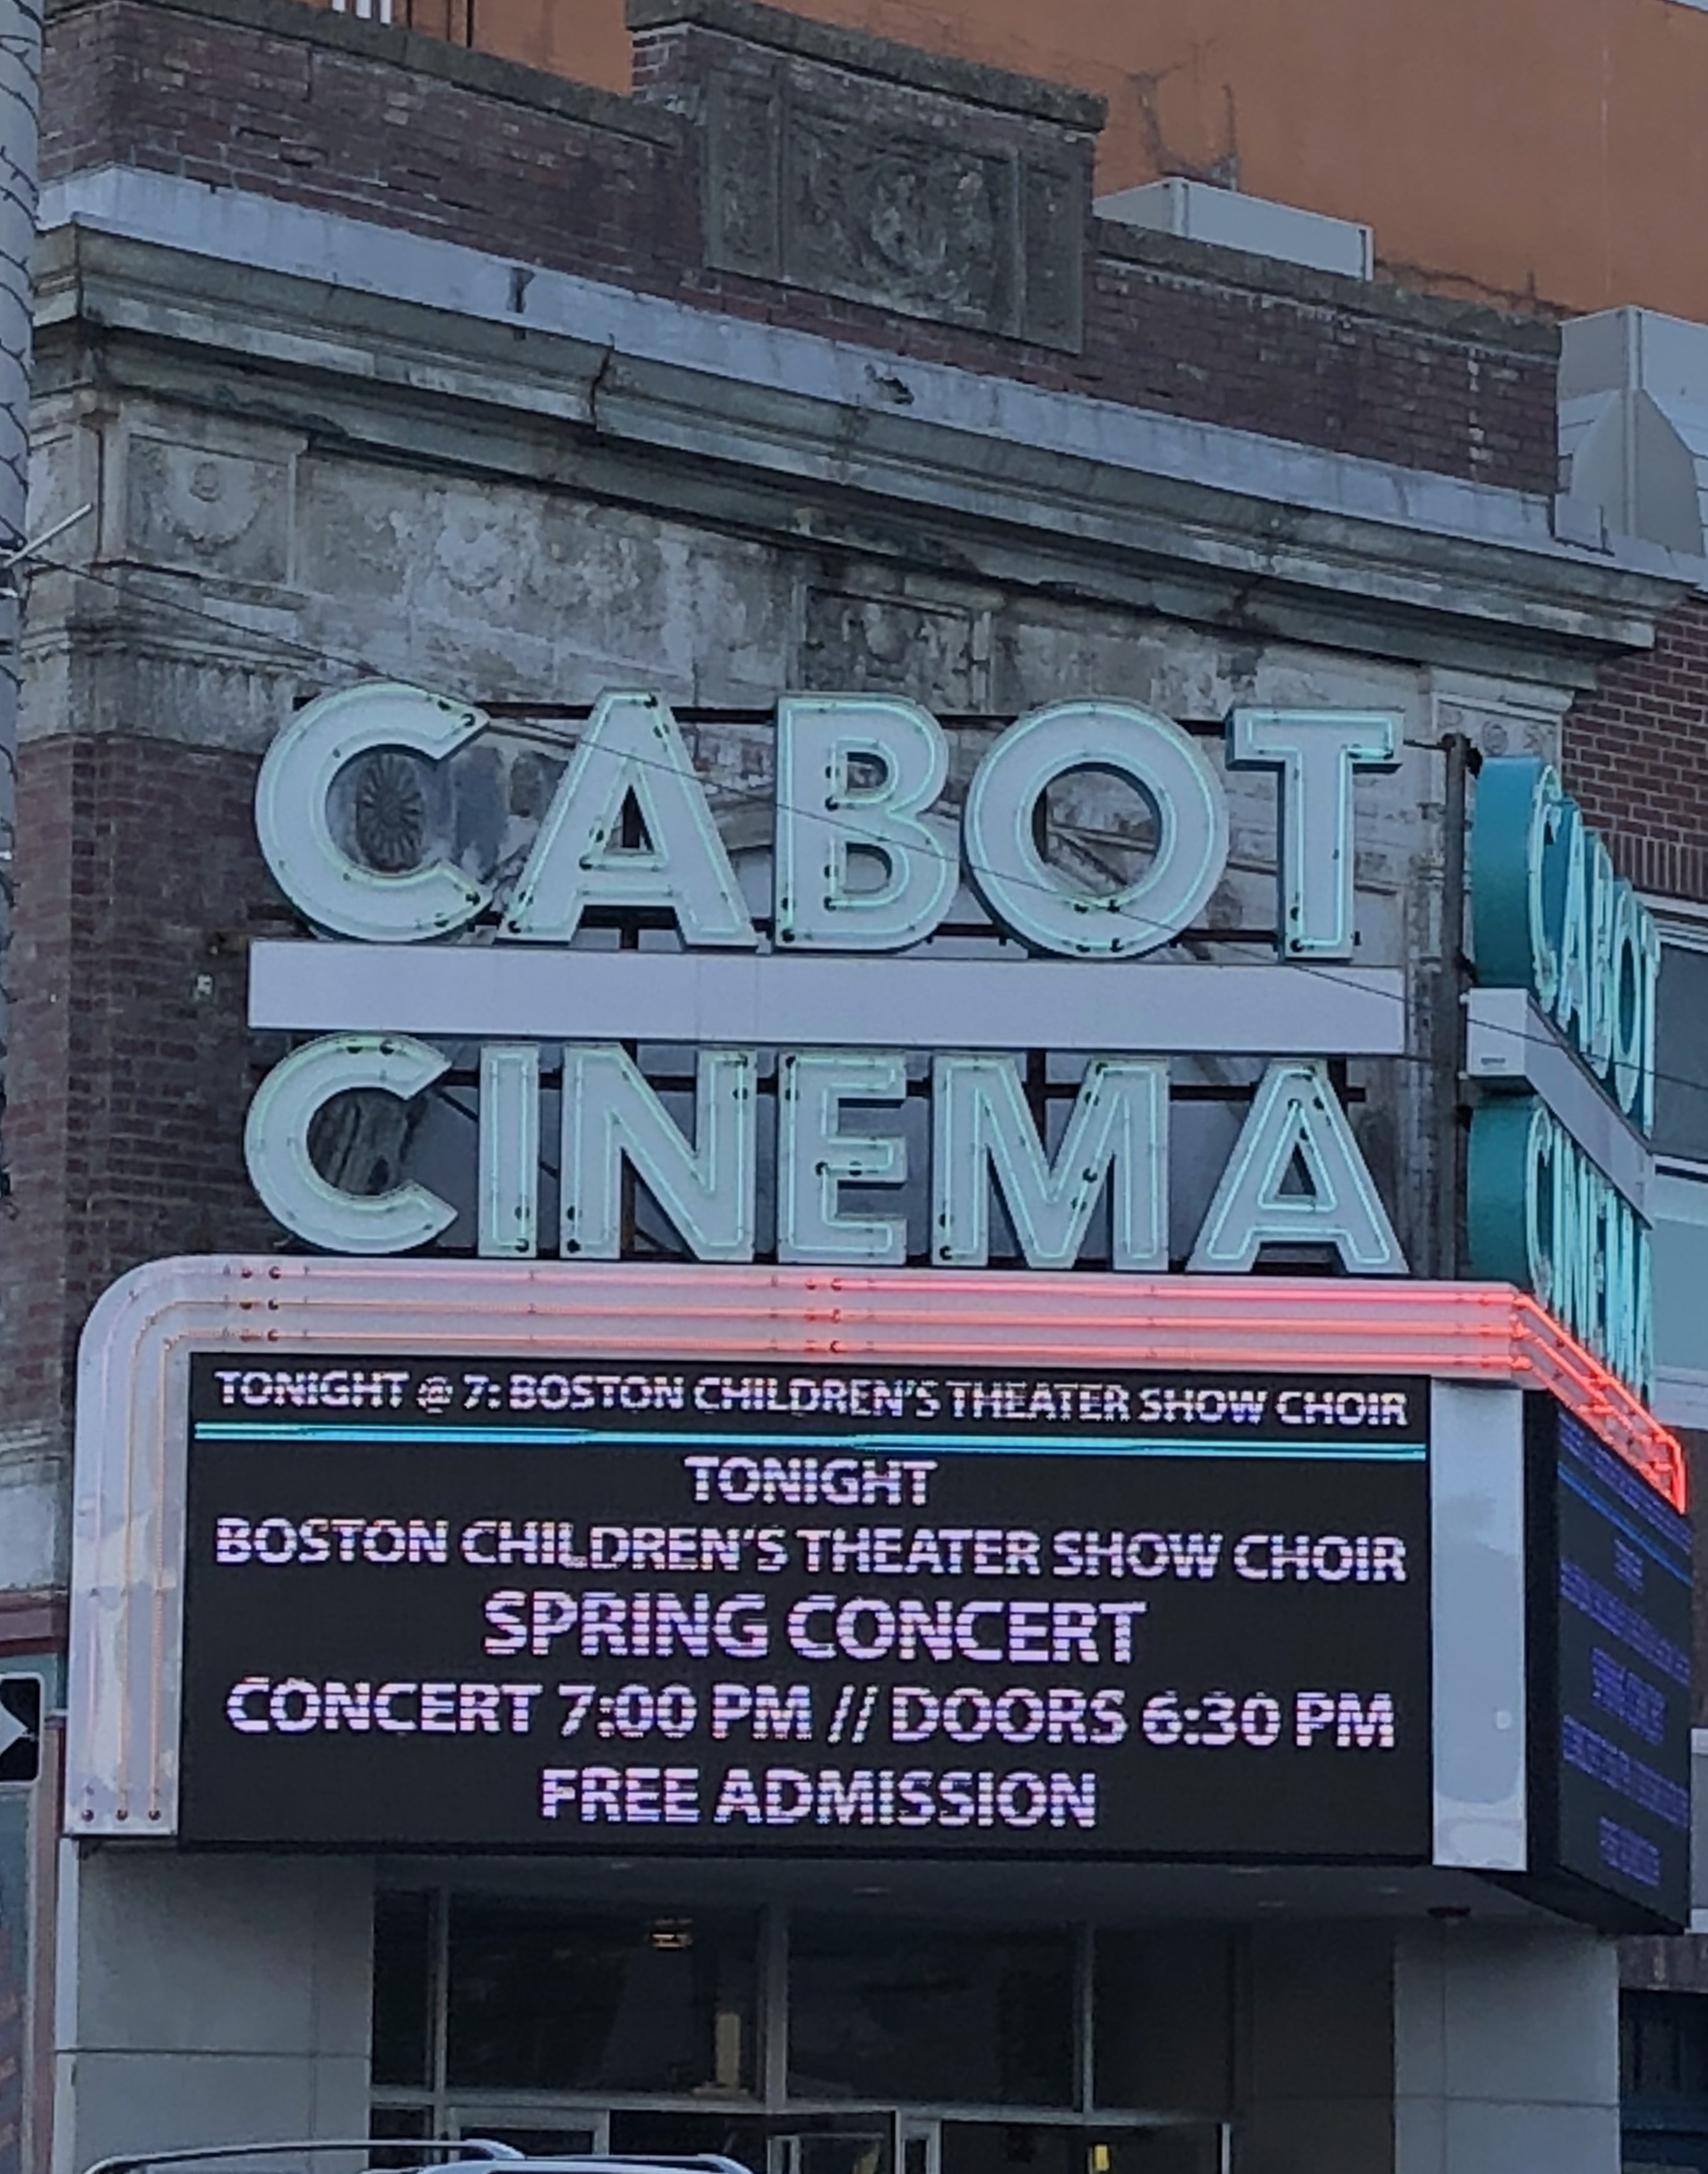 CABOT
CINEMA
CABOT
TONIGHT @ 7: BOSTON CHILDREN'S THEATER SHOW CHOIR
TONIGHT
BOSTON CHILDREN'S THEATER SHOW CHOIR
SPRING CONCERT
CONCERT 7:00 PM // DOORS 6:30 PM
FREE ADMISSION